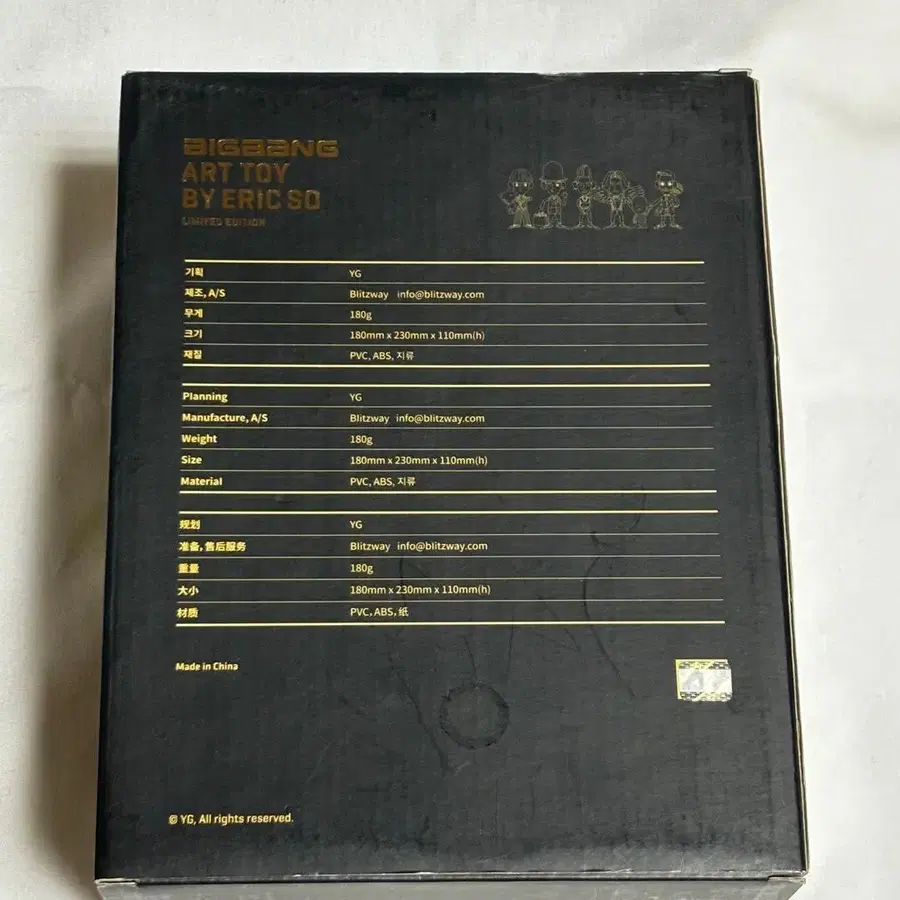 BIGBANG
ART TOY
BY ERIC SO
LIMITED EDITION
기획 YG
제조, A/S Blitzway info@blitzway.com
무게 180g
크기 180mm x 230mm x 110mm(h)
재질 PVC, ABS, 지류
Planning YG
Manufacture, A/S Blitzway info@blitzway.com
Weight 180g
Size 180mm x 230mm x 110mm(h)
Material PVC, ABS, 지류
规划 YG
准备, 售后服务 Blitzway info@blitzway.com
重量 180g
大小 180mm x 230mm x 110mm(h)
材质 PVC, ABS, 纸
Made in China
© YG, All rights reserved.